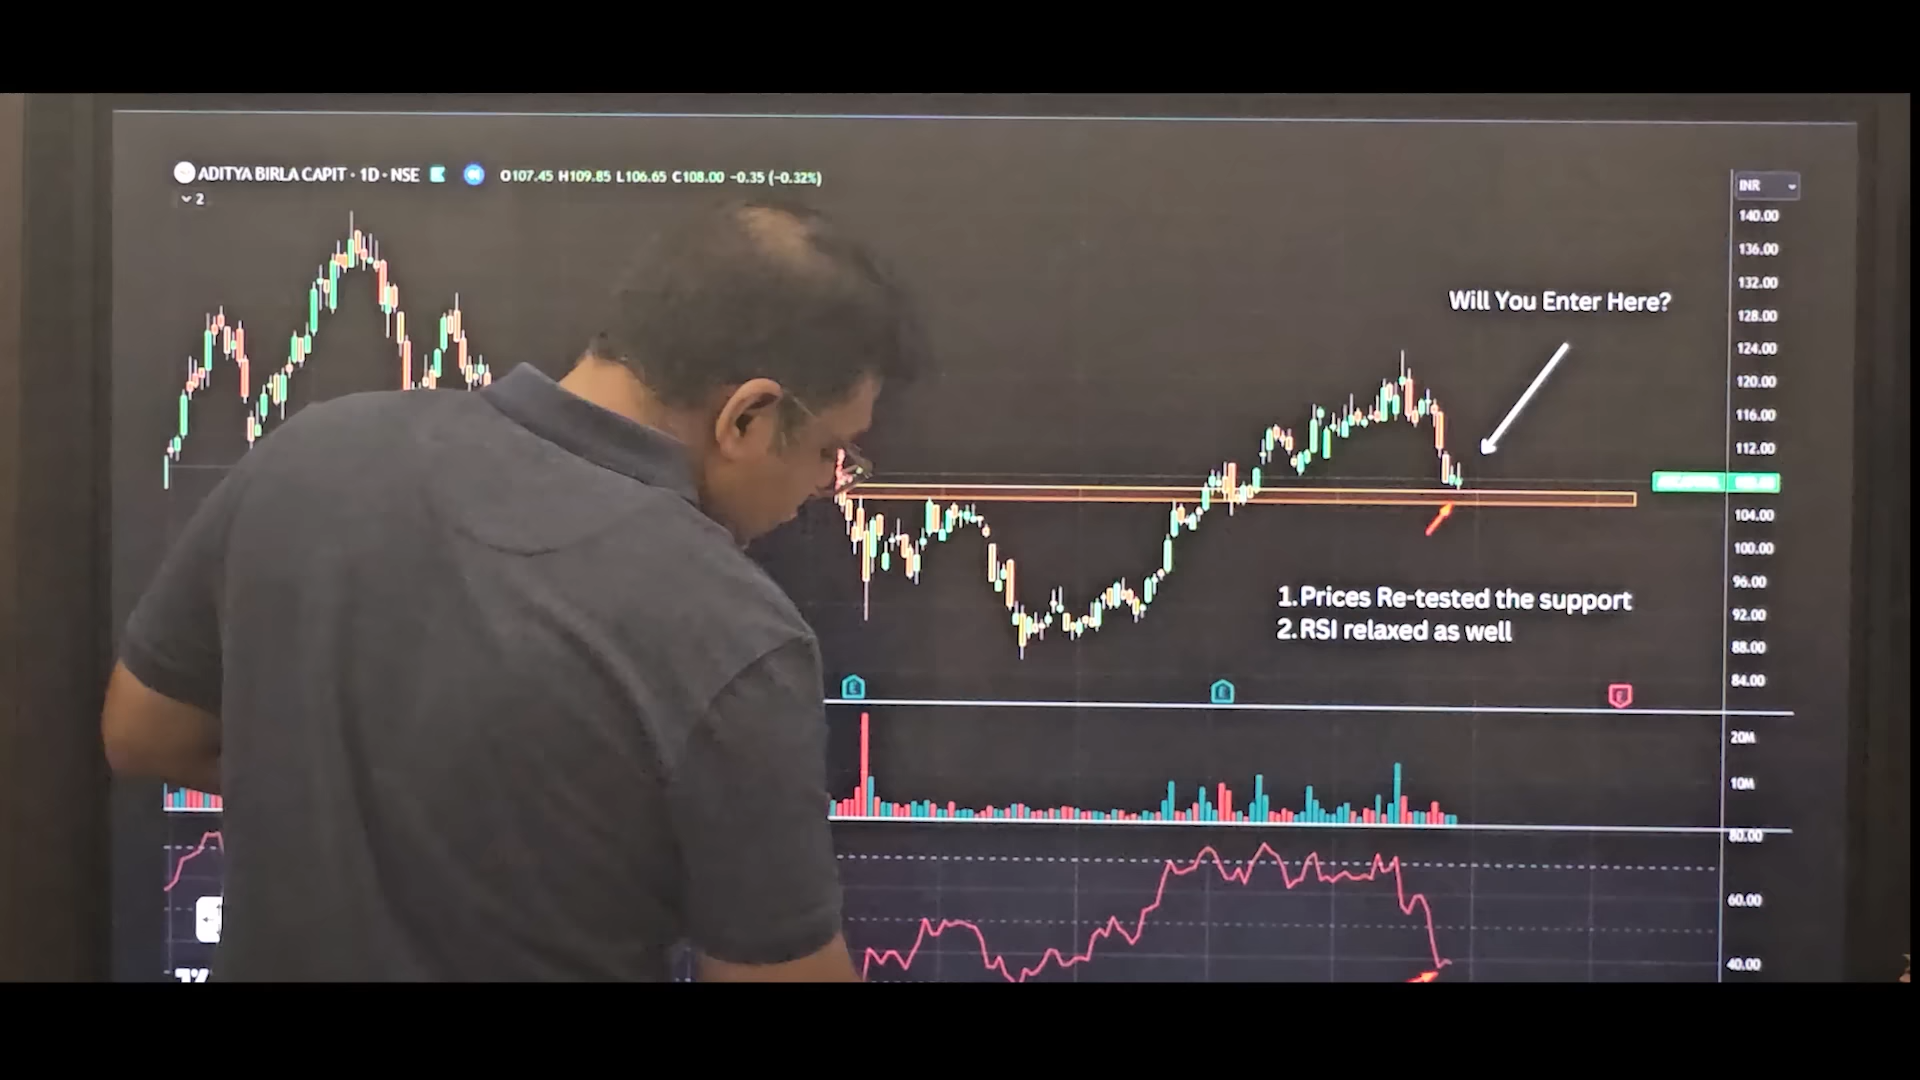 ADITYA BIRLA CAPIT · 1D · NSE
O107.45 H109.85 L106.65 C108.00 −0.35 (−0.32%)
2
INR
140.00
136.00
132.00
Will You Enter Here?
128.00
124.00
120.00
116.00
112.00
104.00
100.00
96.00
1. Prices Re-tested the support
92.00
2. RSI relaxed as well
88.00
84.00
E
E
E
20M
10M
80.00
60.00
40.00